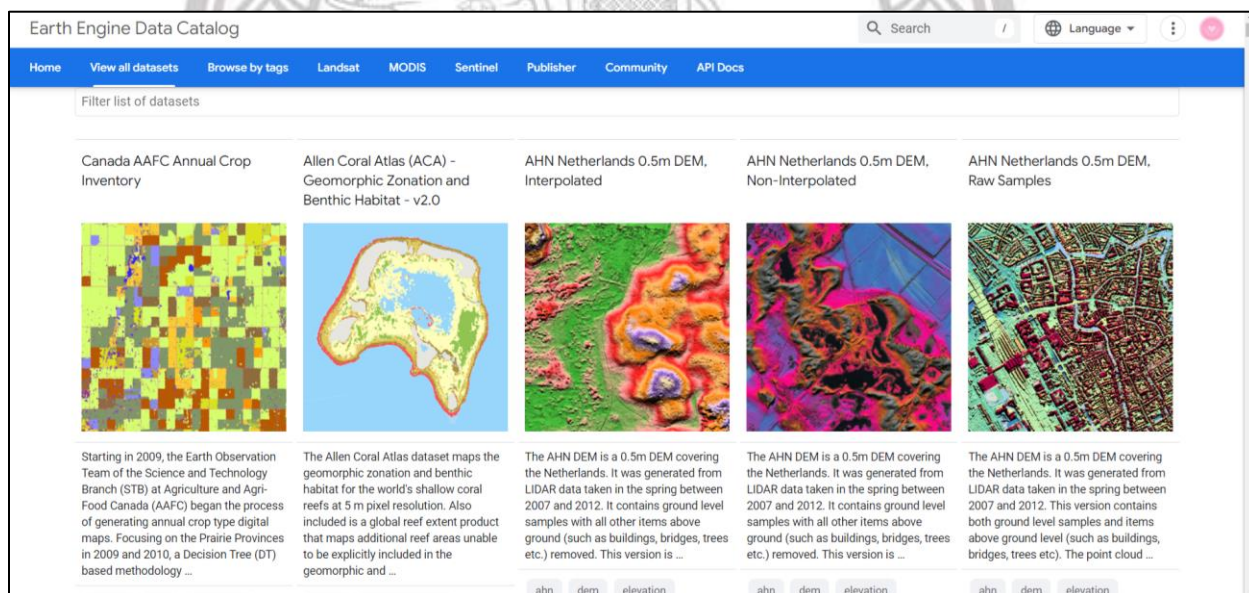 Earth Engine Data Catalog
Search
/
Language
Home
View all datasets
Browse by tags
Landsat
MODIS
Sentinel
Publisher
Community
API Docs
Filter list of datasets
Canada AAFC Annual Crop
Inventory
Starting in 2009, the Earth Observation
Team of the Science and Technology
Branch (STB) at Agriculture and Agri-
Food Canada (AAFC) began the process
of generating annual crop type digital
maps. Focusing on the Prairie Provinces
in 2009 and 2010, a Decision Tree (DT)
based methodology ...
Allen Coral Atlas (ACA) -
Geomorphic Zonation and
Benthic Habitat - v2.0
The Allen Coral Atlas dataset maps the
geomorphic zonation and benthic
habitat for the world's shallow coral
reefs at 5 m pixel resolution. Also
included is a global reef extent product
that maps additional reef areas unable
to be explicitly included in the
geomorphic and ...
AHN Netherlands 0.5m DEM,
Interpolated
The AHN DEM is a 0.5m DEM covering
the Netherlands. It was generated from
LIDAR data taken in the spring between
2007 and 2012. It contains ground level
samples with all other items above
ground (such as buildings, bridges, trees
etc.) removed. This version is ...
ahn
dem
elevation
AHN Netherlands 0.5m DEM,
Non-Interpolated
The AHN DEM is a 0.5m DEM covering
the Netherlands. It was generated from
LIDAR data taken in the spring between
2007 and 2012. It contains ground level
samples with all other items above
ground (such as buildings, bridges, trees
etc.) removed. This version is ...
ahn
dem
elevation
AHN Netherlands 0.5m DEM,
Raw Samples
The AHN DEM is a 0.5m DEM covering
the Netherlands. It was generated from
LIDAR data taken in the spring between
2007 and 2012. This version contains
both ground level samples and items
above ground level (such as buildings,
bridges, trees etc). The point cloud ...
ahn
dem
elevation